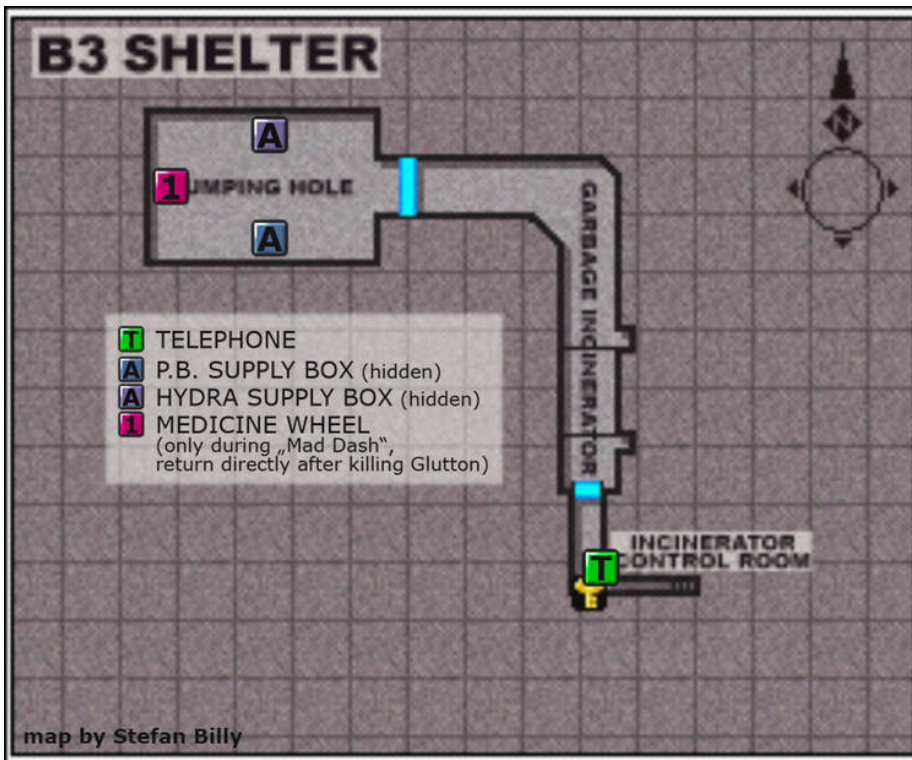 B3 SHELTER
N
A
1 UMPING HOLE
A
GARBAGE INCINERATOR
T TELEPHONE
A P.B. SUPPLY BOX (hidden)
A HYDRA SUPPLY BOX (hidden)
1 MEDICINE WHEEL
(only during „Mad Dash“,
return directly after killing Glutton)
INCINERATOR
T CONTROL ROOM
map by Stefan Billy